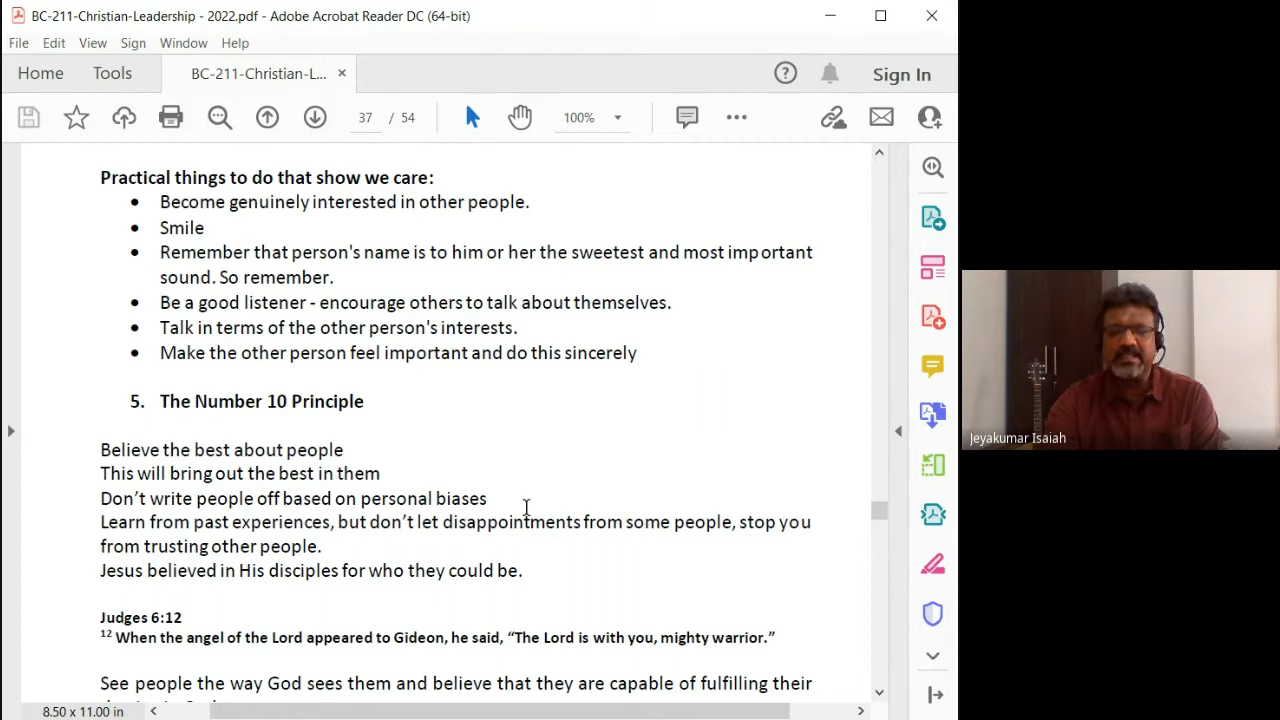 BC-211-Christian-Leadership - 2022.pdf - Adobe Acrobat Reader DC (64-bit)
File Edit View Sign Window Help
Home Tools BC-211-Christian-L... × Sign In
37 / 54 100%
Practical things to do that show we care:
• Become genuinely interested in other people.
• Smile
• Remember that person's name is to him or her the sweetest and most important
sound. So remember.
• Be a good listener - encourage others to talk about themselves.
• Talk in terms of the other person's interests.
• Make the other person feel important and do this sincerely
5. The Number 10 Principle
Believe the best about people
This will bring out the best in them
Don't write people off based on personal biases
Learn from past experiences, but don't let disappointments from some people, stop you
from trusting other people.
Jesus believed in His disciples for who they could be.
Judges 6:12
12 When the angel of the Lord appeared to Gideon, he said, “The Lord is with you, mighty warrior.”
See people the way God sees them and believe that they are capable of fulfilling their
8.50 x 11.00 in
Jeyakumar Isaiah